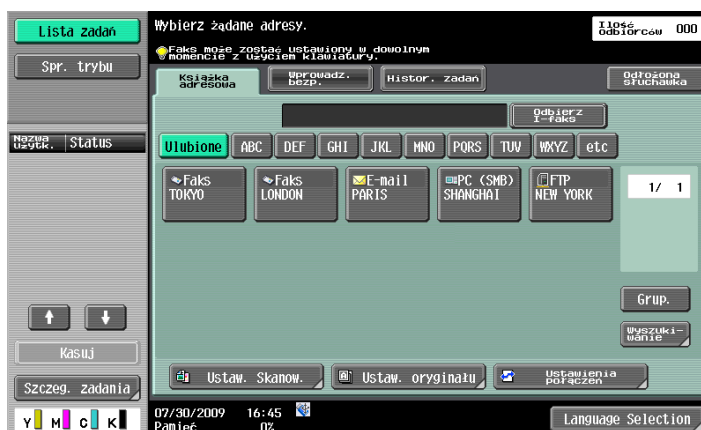 Lista zadań
Spr. trybu
Nazwa użytk.
Status
Kasuj
Szczeg. zadania
Y M C K
Wybierz żądane adresy.
Faks może zostać ustawiony w dowolnym
momencie z użyciem klawiatury.
Ilość
odbiorców 000
Książka
adresowa
Wprowadz.
bezp.
Histor. zadań
Odłożona
słuchawka
Odbierz
I-faks
Ulubione ABC DEF GHI JKL MNO PQRS TUV WXYZ etc
Faks
TOKYO
Faks
LONDON
E-mail
PARIS
PC (SMB)
SHANGHAI
FTP
NEW YORK
1/ 1
Grup.
Wyszuki-
wanie
Ustaw. Skanow.
Ustaw. oryginału
Ustawienia
połączeń
07/30/2009 16:45
Pamięć 0%
Language Selection